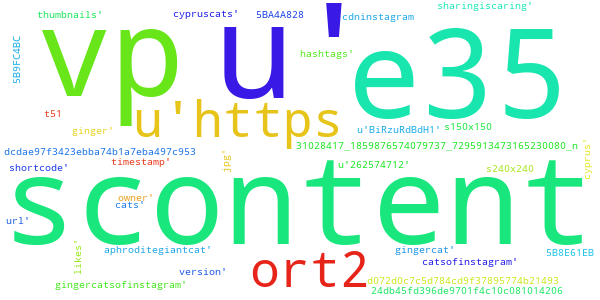 thumbnails'
cypruscats'
5BA4A828
cdninstagram
sharingiscaring'
5B9FC4BC
vp
u'
e35
hashtags'
t51
ginger'
u'https
u'BiRzuRdBdH1'
s150x150
31028417_1859876574079737_7295913473165230080_n
dcdae97f3423ebba74b1a7eba497c953
timestamp'
jpg'
u'262574712'
s240x240
cyprus'
shortcode'
scontent
owner'
cats'
url'
likes'
aphroditegiantcat'
gingercat'
5B8E61EB
version'
ort2
catsofinstagram'
gingercatsofinstagram'
d072d0c7c5d784cd9f37895774b21493
24db45fd396de9701f4c10c081014206